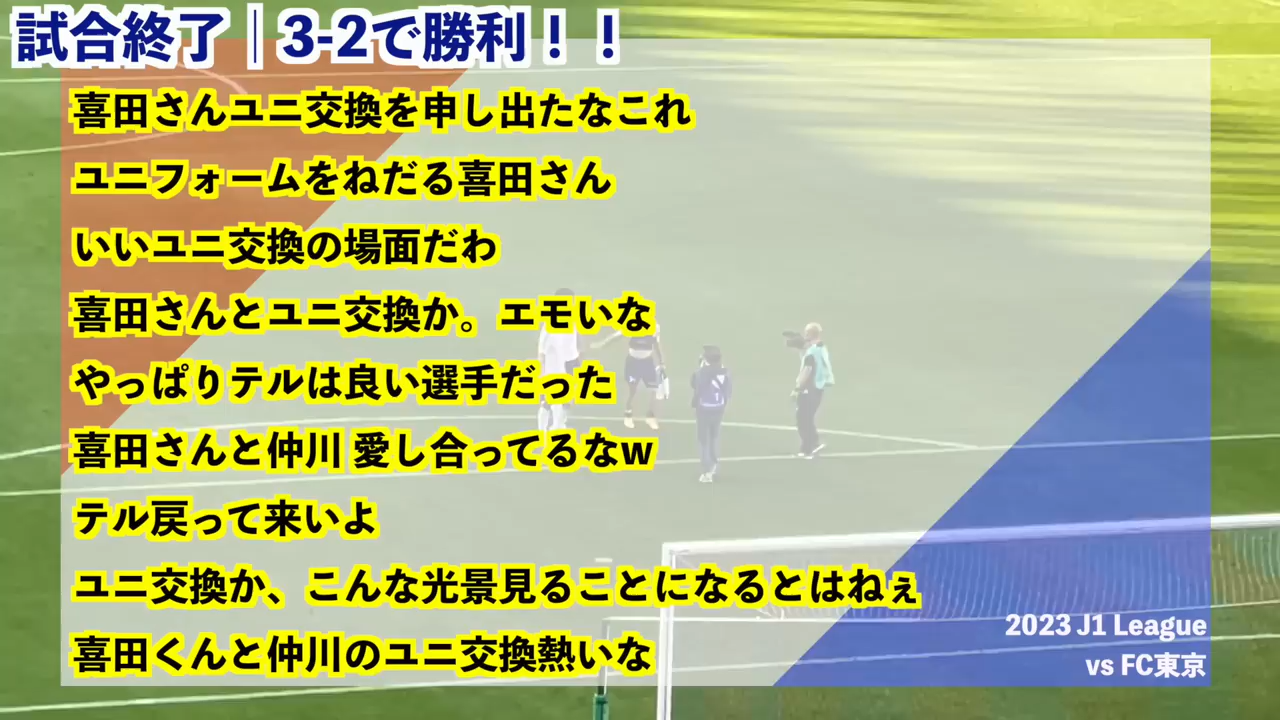 試合終了｜3-2で勝利！！
喜田さんユニ交換を申し出たなこれ
ユニフォームをねだる喜田さん
いいユニ交換の場面だわ
喜田さんとユニ交換か。エモいな
やっぱりテルは良い選手だった
喜田さんと仲川 愛し合ってるなw
テル戻って来いよ
ユニ交換か、こんな光景見ることになるとはねぇ
喜田くんと仲川のユニ交換熱いな
2023 J1 League
vs FC東京